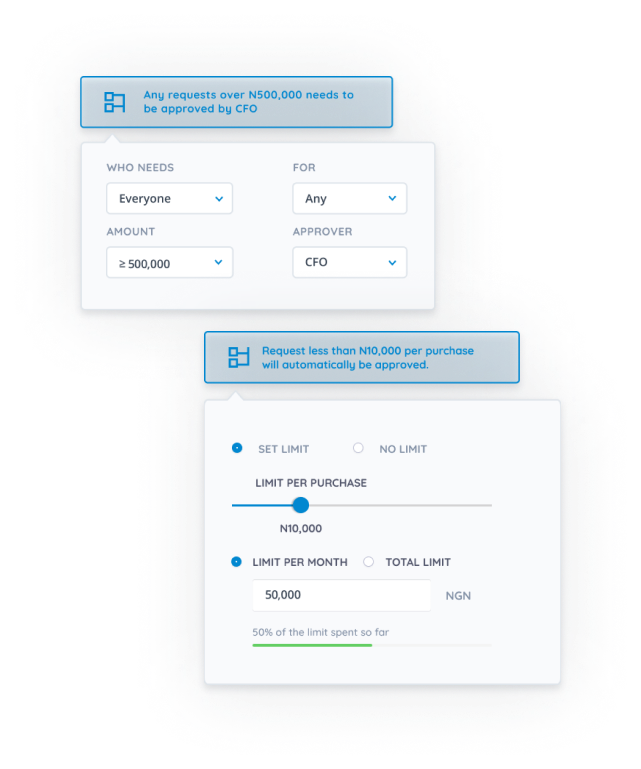 Any requests over N500,000 needs to
be approved by CFO
WHO NEEDS
FOR
Everyone
Any
AMOUNT
APPROVER
≥ 500,000
CFO
Request less than N10,000 per purchase
will automatically be approved.
SET LIMIT
NO LIMIT
LIMIT PER PURCHASE
N10,000
LIMIT PER MONTH
TOTAL LIMIT
50,000
NGN
50% of the limit spent so far